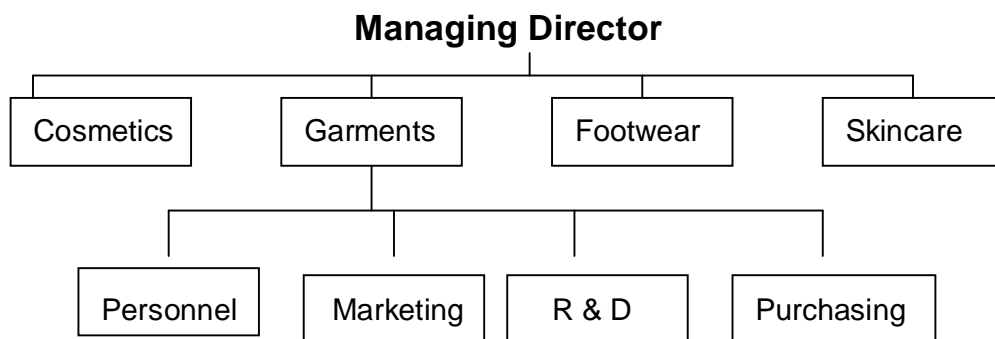 Managing Director
Cosmetics Garments Footwear Skincare
Personnel Marketing R & D Purchasing